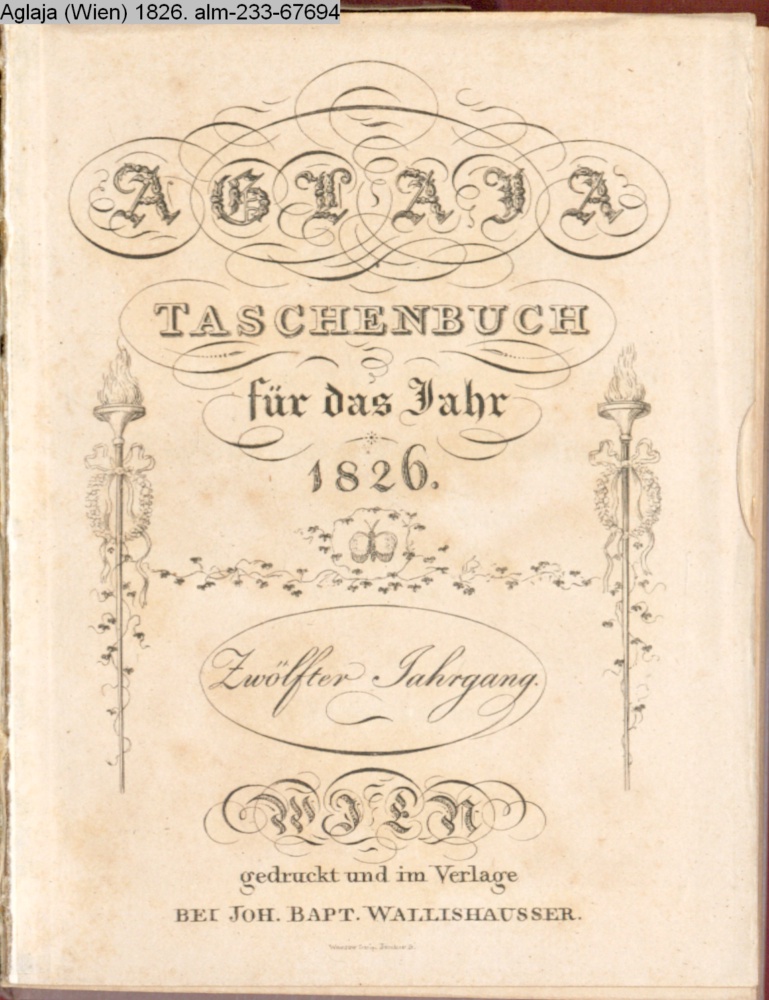 Aglaja (Wien) 1826. alm-233-67694
AGLAJA
TASCHENBUCH
für das Jahr
1826.
Zwölfter Jahrgang.
WIEN
gedruckt und im Verlage
BEI JOH. BAPT. WALLISHAUSSER.